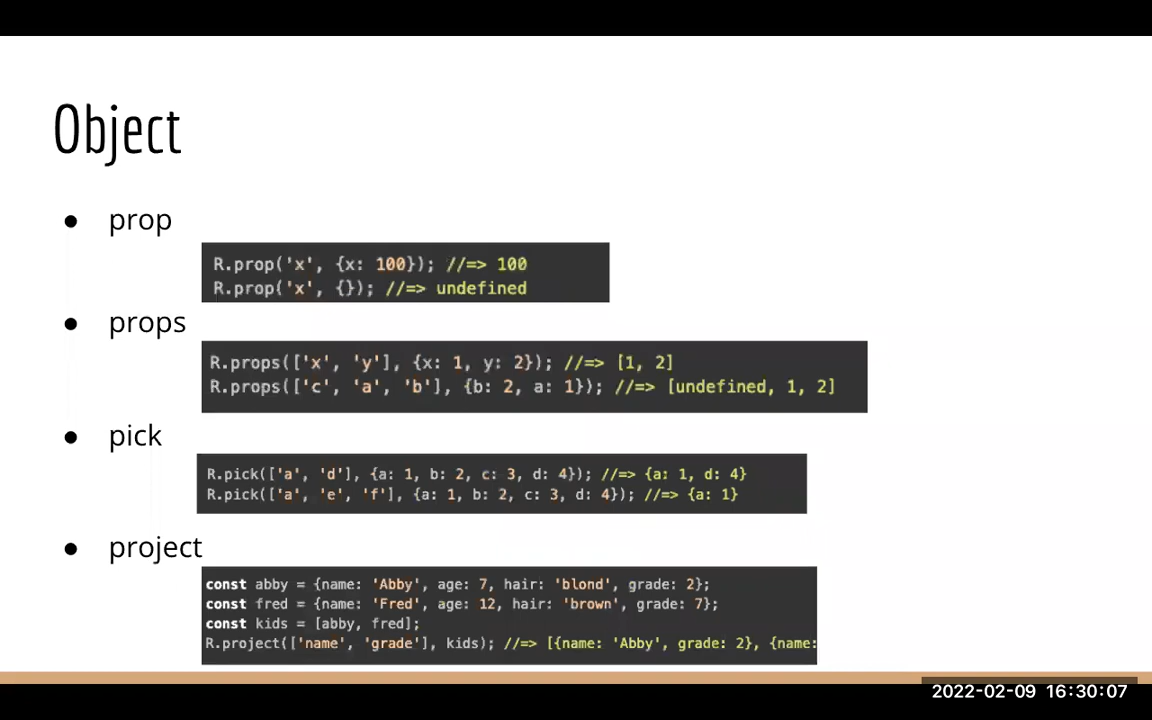 Object
● prop
R.prop('x', {x: 100}); //=> 100
R.prop('x', {}); //=> undefined
● props
R.props(['x', 'y'], {x: 1, y: 2}); //=> [1, 2]
R.props(['c', 'a', 'b'], {b: 2, a: 1}); //=> [undefined, 1, 2]
● pick
R.pick(['a', 'd'], {a: 1, b: 2, c: 3, d: 4}); //=> {a: 1, d: 4}
R.pick(['a', 'e', 'f'], {a: 1, b: 2, c: 3, d: 4}); //=> {a: 1}
● project
const abby = {name: 'Abby', age: 7, hair: 'blond', grade: 2};
const fred = {name: 'Fred', age: 12, hair: 'brown', grade: 7};
const kids = [abby, fred];
R.project(['name', 'grade'], kids); //=> [{name: 'Abby', grade: 2}, {name:
2022-02-09 16:30:07